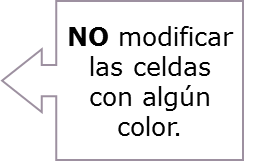 NO modificar
las celdas
con algún
color.